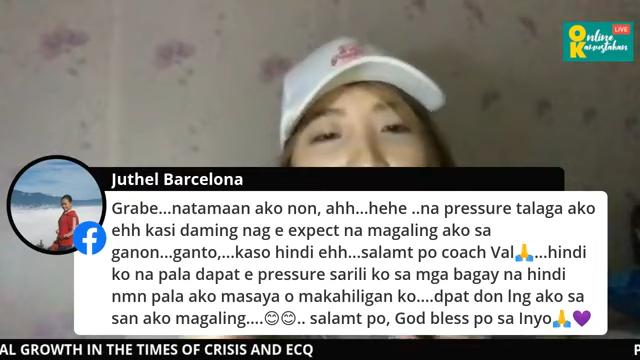 Online
Kamustahan
LIVE
Juthel Barcelona
Grabe...natamaan ako non, ahh...hehe ..na pressure talaga ako
ehh kasi daming nag e expect na magaling ako sa
ganon...ganto,...kaso hindi ehh...salamt po coach Val🙏...hindi
ko na pala dapat e pressure sarili ko sa mga bagay na hindi
nmn pala ako masaya o makahiligan ko....dpat don lng ako sa
san ako magaling....😊😊.. salamt po, God bless po sa Inyo🙏💜
AL GROWTH IN THE TIMES OF CRISIS AND ECQ
P